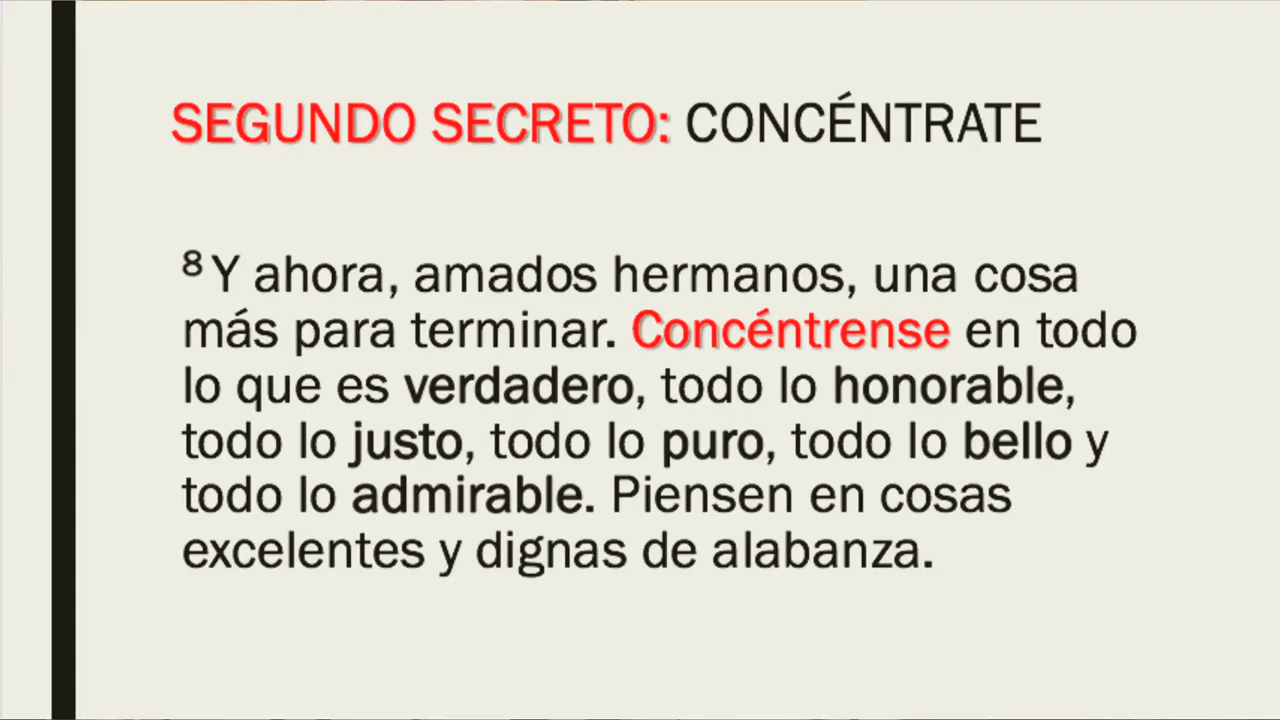 SEGUNDO SECRETO: CONCÉNTRATE
⁸ Y ahora, amados hermanos, una cosa
más para terminar. Concéntrense en todo
lo que es verdadero, todo lo honorable,
todo lo justo, todo lo puro, todo lo bello y
todo lo admirable. Piensen en cosas
excelentes y dignas de alabanza.